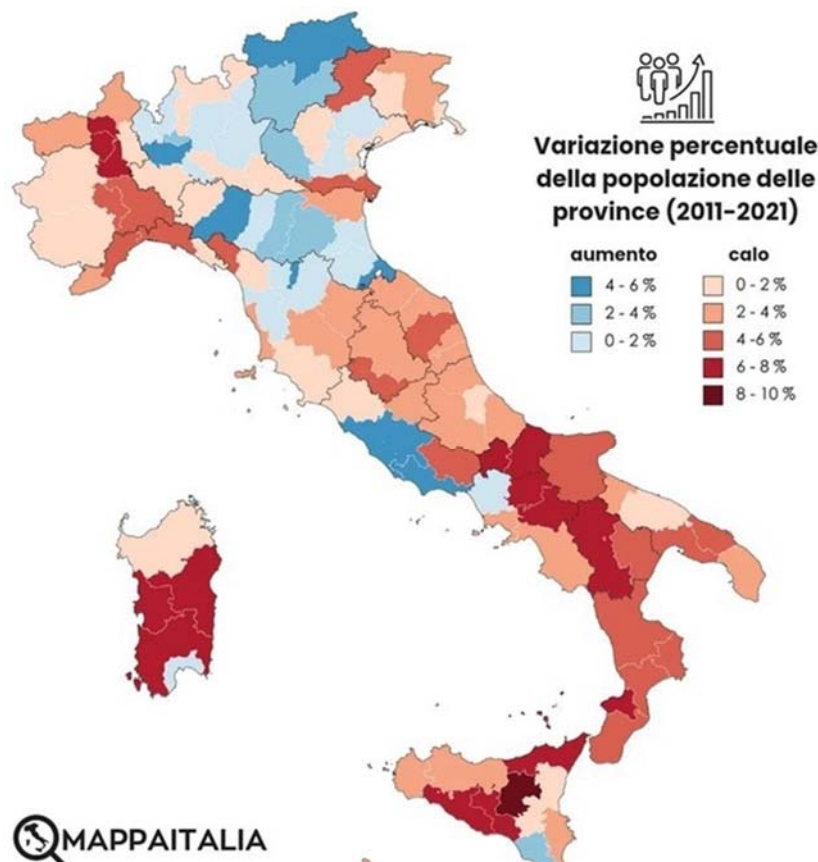 Variazione percentuale
della popolazione delle
province (2011-2021)
aumento
calo
4 - 6 %
2 - 4 %
0 - 2 %
0 - 2 %
2 - 4 %
4 -6 %
6 - 8 %
8 - 10 %
MAPPAITALIA